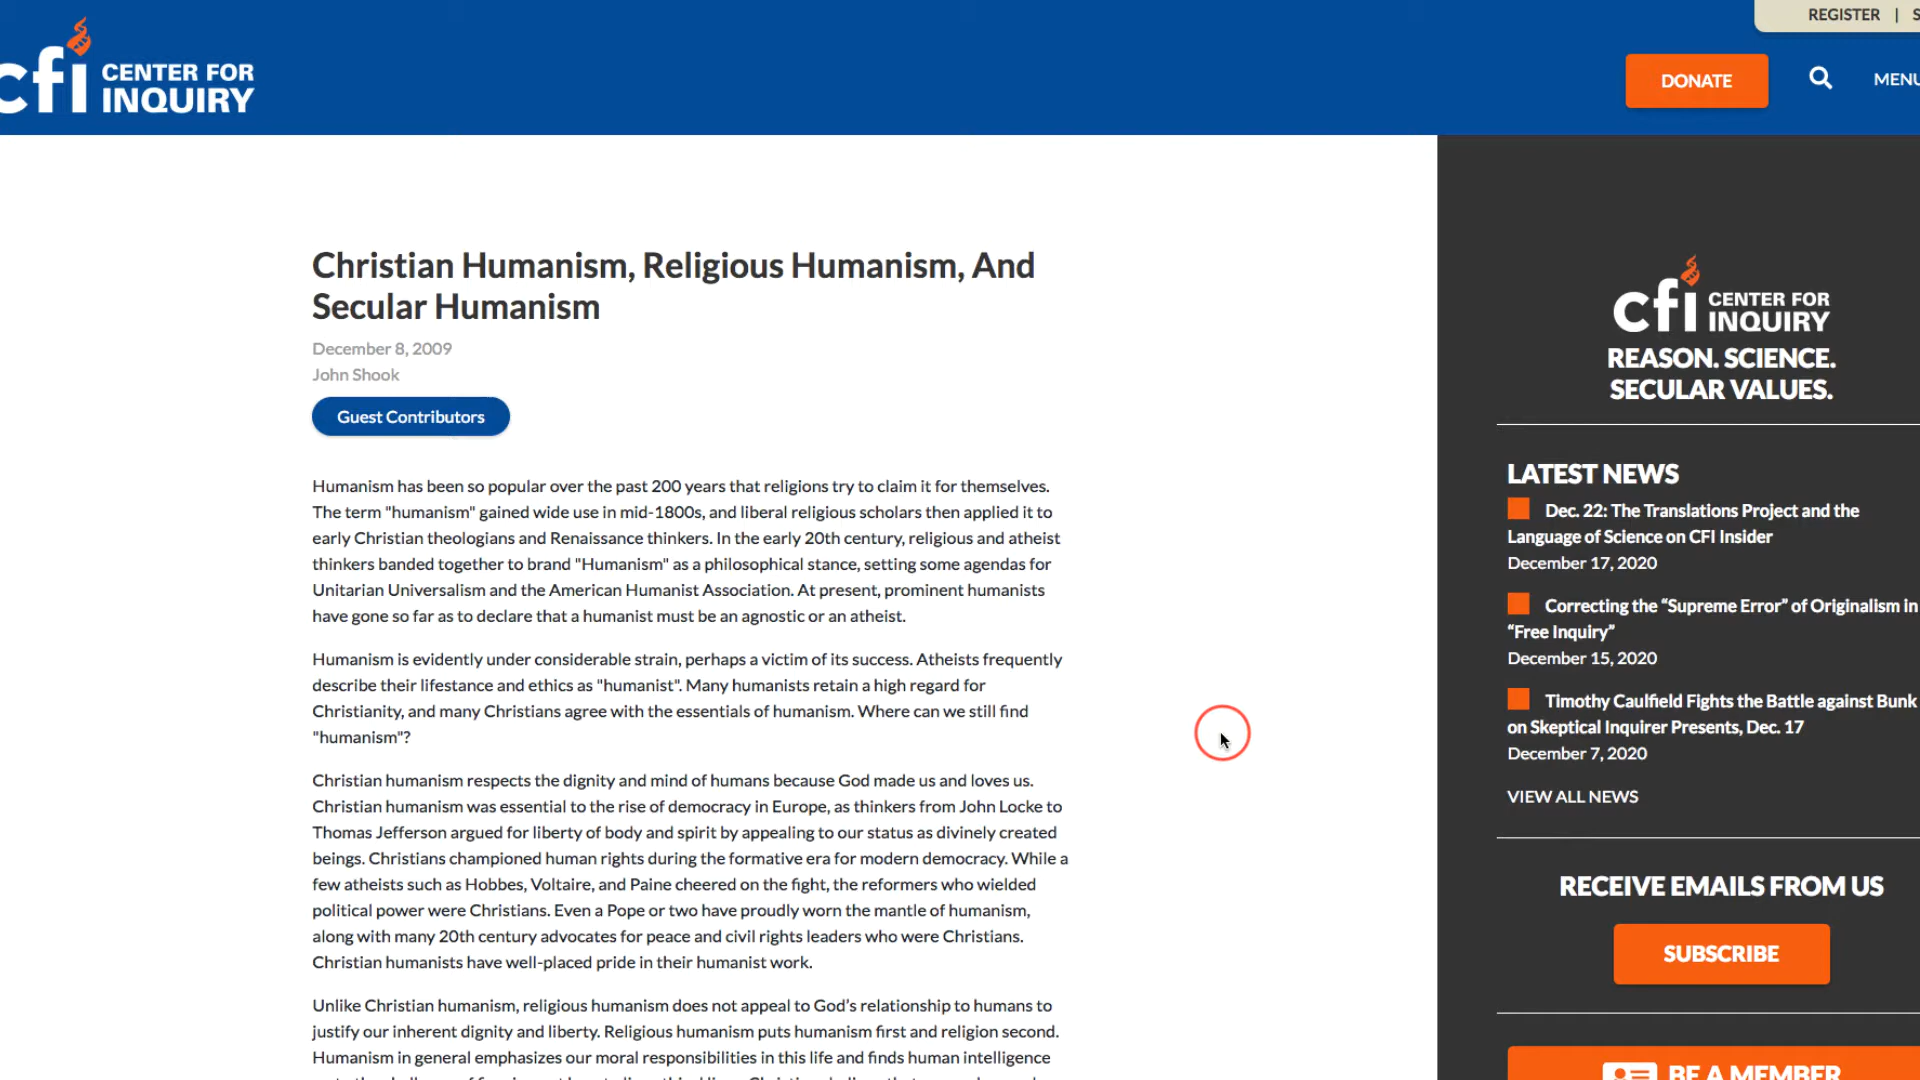 REGISTER | S
cfi CENTER FOR
INQUIRY
DONATE
MENU
Christian Humanism, Religious Humanism, And
Secular Humanism
December 8, 2009
John Shook
Guest Contributors
Humanism has been so popular over the past 200 years that religions try to claim it for themselves.
The term "humanism" gained wide use in mid-1800s, and liberal religious scholars then applied it to
early Christian theologians and Renaissance thinkers. In the early 20th century, religious and atheist
thinkers banded together to brand "Humanism" as a philosophical stance, setting some agendas for
Unitarian Universalism and the American Humanist Association. At present, prominent humanists
have gone so far as to declare that a humanist must be an agnostic or an atheist.
Humanism is evidently under considerable strain, perhaps a victim of its success. Atheists frequently
describe their lifestance and ethics as "humanist". Many humanists retain a high regard for
Christianity, and many Christians agree with the essentials of humanism. Where can we still find
"humanism"?
Christian humanism respects the dignity and mind of humans because God made us and loves us.
Christian humanism was essential to the rise of democracy in Europe, as thinkers from John Locke to
Thomas Jefferson argued for liberty of body and spirit by appealing to our status as divinely created
beings. Christians championed human rights during the formative era for modern democracy. While a
few atheists such as Hobbes, Voltaire, and Paine cheered on the fight, the reformers who wielded
political power were Christians. Even a Pope or two have proudly worn the mantle of humanism,
along with many 20th century advocates for peace and civil rights leaders who were Christians.
Christian humanists have well-placed pride in their humanist work.
Unlike Christian humanism, religious humanism does not appeal to God's relationship to humans to
justify our inherent dignity and liberty. Religious humanism puts humanism first and religion second.
Humanism in general emphasizes our moral responsibilities in this life and finds human intelligence
cfi CENTER FOR
INQUIRY
REASON. SCIENCE.
SECULAR VALUES.
LATEST NEWS
Dec. 22: The Translations Project and the
Language of Science on CFI Insider
December 17, 2020
Correcting the “Supreme Error” of Originalism in
“Free Inquiry”
December 15, 2020
Timothy Caulfield Fights the Battle against Bunk
on Skeptical Inquirer Presents, Dec. 17
December 7, 2020
VIEW ALL NEWS
RECEIVE EMAILS FROM US
SUBSCRIBE
BE A MEMBER